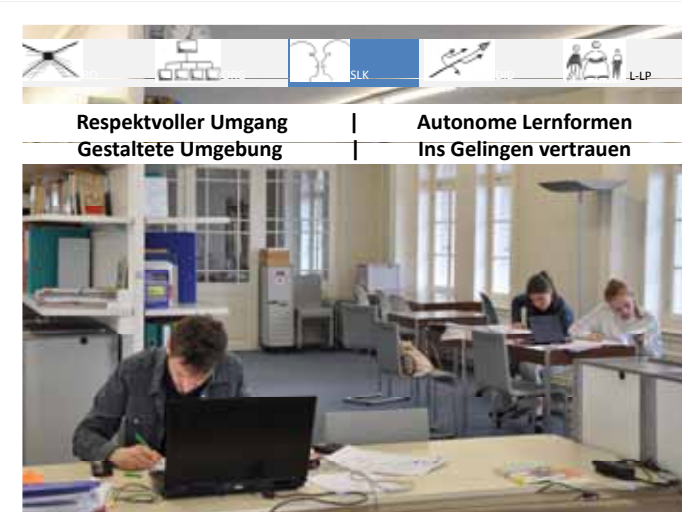 SLK
L-LP
Respektvoller Umgang | Autonome Lernformen
Gestaltete Umgebung | Ins Gelingen vertrauen